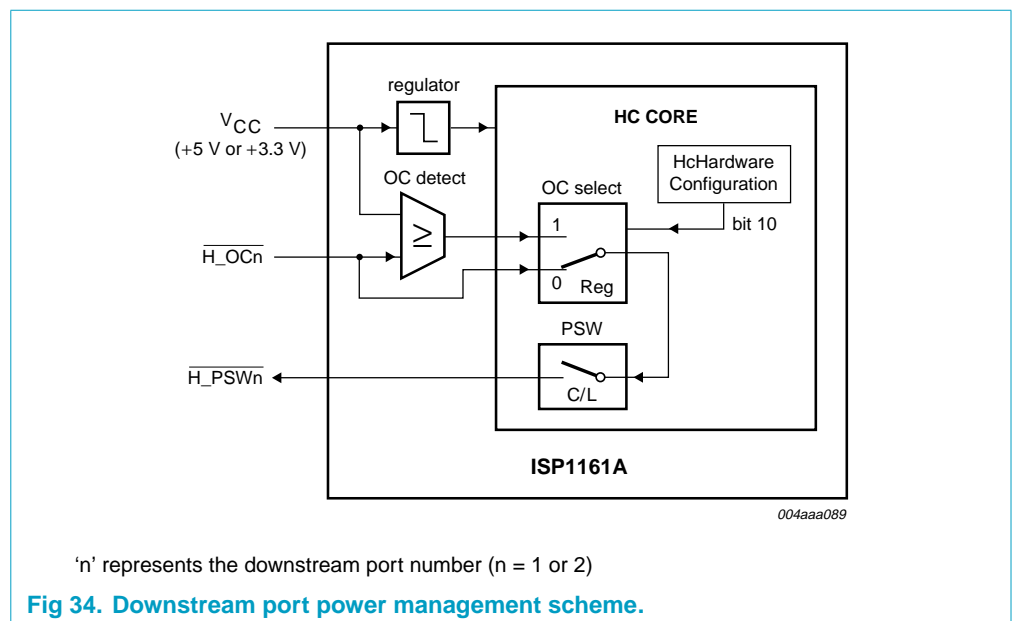 regulator
VCC
(+5 V or +3.3 V)
HC CORE
HcHardware
Configuration
OC detect
OC select
≥
1
bit 10
H_OCn
0
Reg
PSW
H_PSWn
C/L
ISP1161A
004aaa089
‘n’ represents the downstream port number (n = 1 or 2)
Fig 34. Downstream port power management scheme.